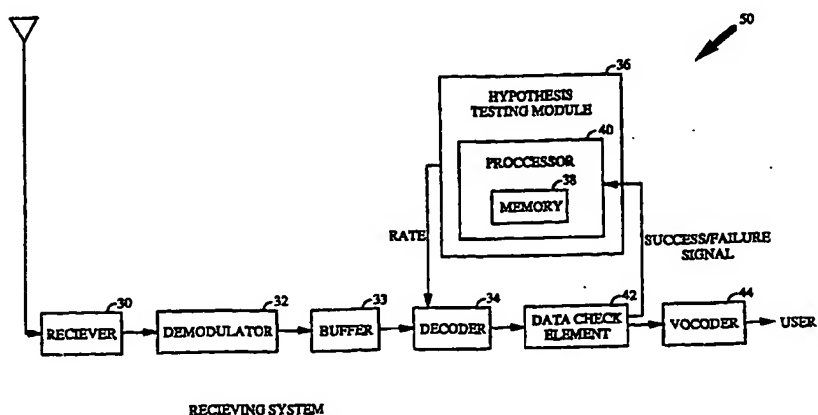 50
36
HYPOTHESIS
TESTING MODULE
40
PROCCESSOR
38
MEMORY
RATE
SUCCESS/FAILURE
SIGNAL
30
RECIEVER
32
DEMODULATOR
33
BUFFER
34
DECODER
42
DATA CHECK
ELEMENT
44
VOCODER
USER
RECIEVING SYSTEM